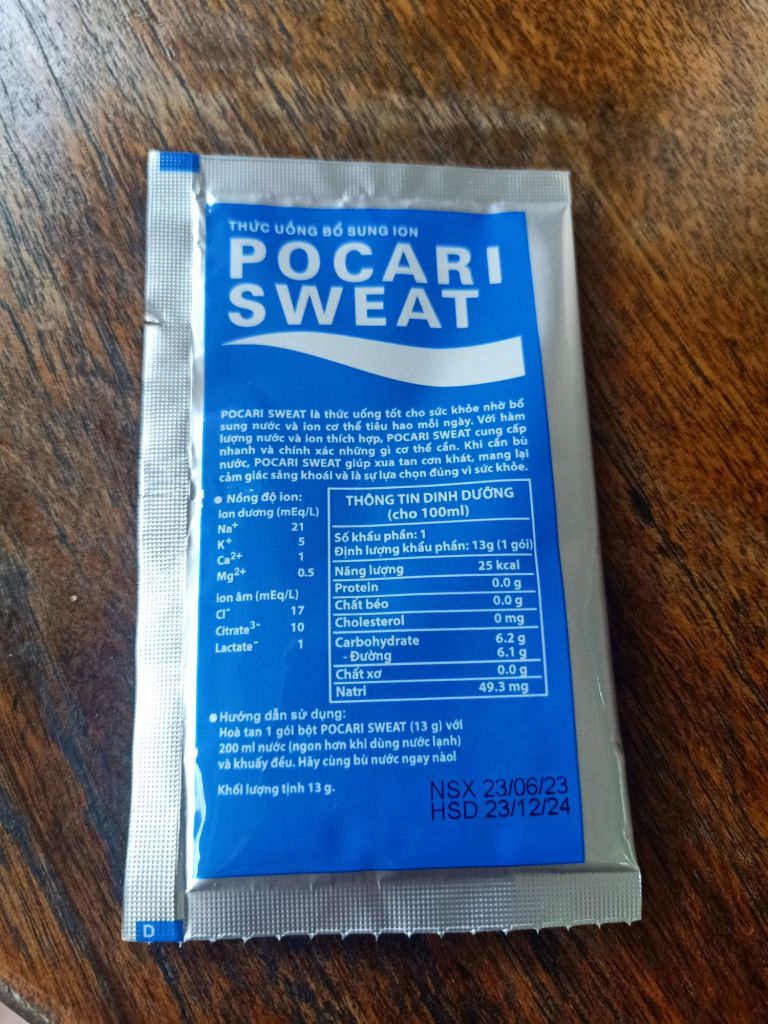 THỨC UỐNG BỔ SUNG ION
POCARI
SWEAT
POCARI SWEAT là thức uống tốt cho sức khỏe nhờ bổ
sung nước và ion cơ thể tiêu hao mỗi ngày. Với hàm
lượng nước và ion thích hợp, POCARI SWEAT cung cấp
nhanh và chính xác những gì cơ thể cần. Khi cần bù
nước, POCARI SWEAT giúp xua tan cơn khát, mang lại
cảm giác sảng khoái và là sự lựa chọn đúng vì sức khỏe.
● Nồng độ ion:
Ion dương (mEq/L)
Na⁺ 21
K⁺ 5
Ca²⁺ 1
Mg²⁺ 0.5
Ion âm (mEq/L)
Cl⁻ 17
Citrate³⁻ 10
Lactate⁻ 1
THÔNG TIN DINH DƯỠNG
(cho 100ml)
Số khẩu phần: 1
Định lượng khẩu phần: 13g (1 gói)
Năng lượng 25 kcal
Protein 0.0 g
Chất béo 0.0 g
Cholesterol 0 mg
Carbohydrate 6.2 g
- Đường 6.1 g
Chất xơ 0.0 g
Natri 49.3 mg
● Hướng dẫn sử dụng:
Hoà tan 1 gói bột POCARI SWEAT (13 g) với
200 ml nước (ngon hơn khi dùng nước lạnh)
và khuấy đều. Hãy cùng bù nước ngay nào!
Khối lượng tịnh 13 g.
NSX 23/06/23
HSD 23/12/24
D